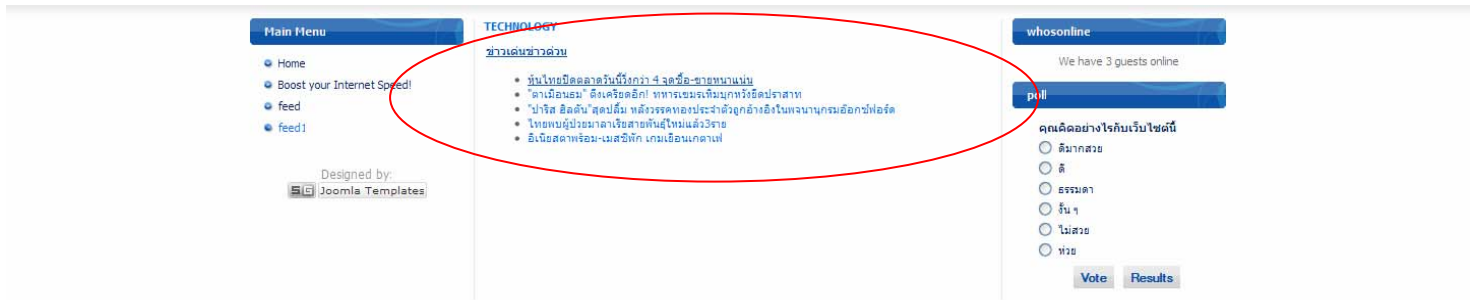 Main Menu
Home
Boost your Internet Speed!
feed
feed1
Designed by:
SG Joomla Templates
TECHNOLOGY
ข่าวเด่นข่าวด่วน
หุ้นไทยปิดตลาดวันนี้วิ่งกว่า 4 จุดซื้อ-ขายหนาแน่น
"ตาเมือนธม" ตึงเครียดอีก! ทหารเขมรเหิมบุกหวังยึดปราสาท
"ปาริส ฮิลตัน"สุดปลื้ม หลังวรรคทองประจำตัวถูกอ้างอิงในพจนานุกรมอ๊อกซ์ฟอร์ด
ไทยพบผู้ป่วยมาลาเรียสายพันธุ์ใหม่แล้ว3ราย
อิเนียสตาพร้อม-เมสซีพัก เกมเยือนเกตาเฟ่
whosonline
We have 3 guests online
poll
คุณคิดอย่างไรกับเว็บไซต์นี้
ดีมากสวย
ดี
ธรรมดา
งั้น ๆ
ไม่สวย
ห่วย
Vote Results